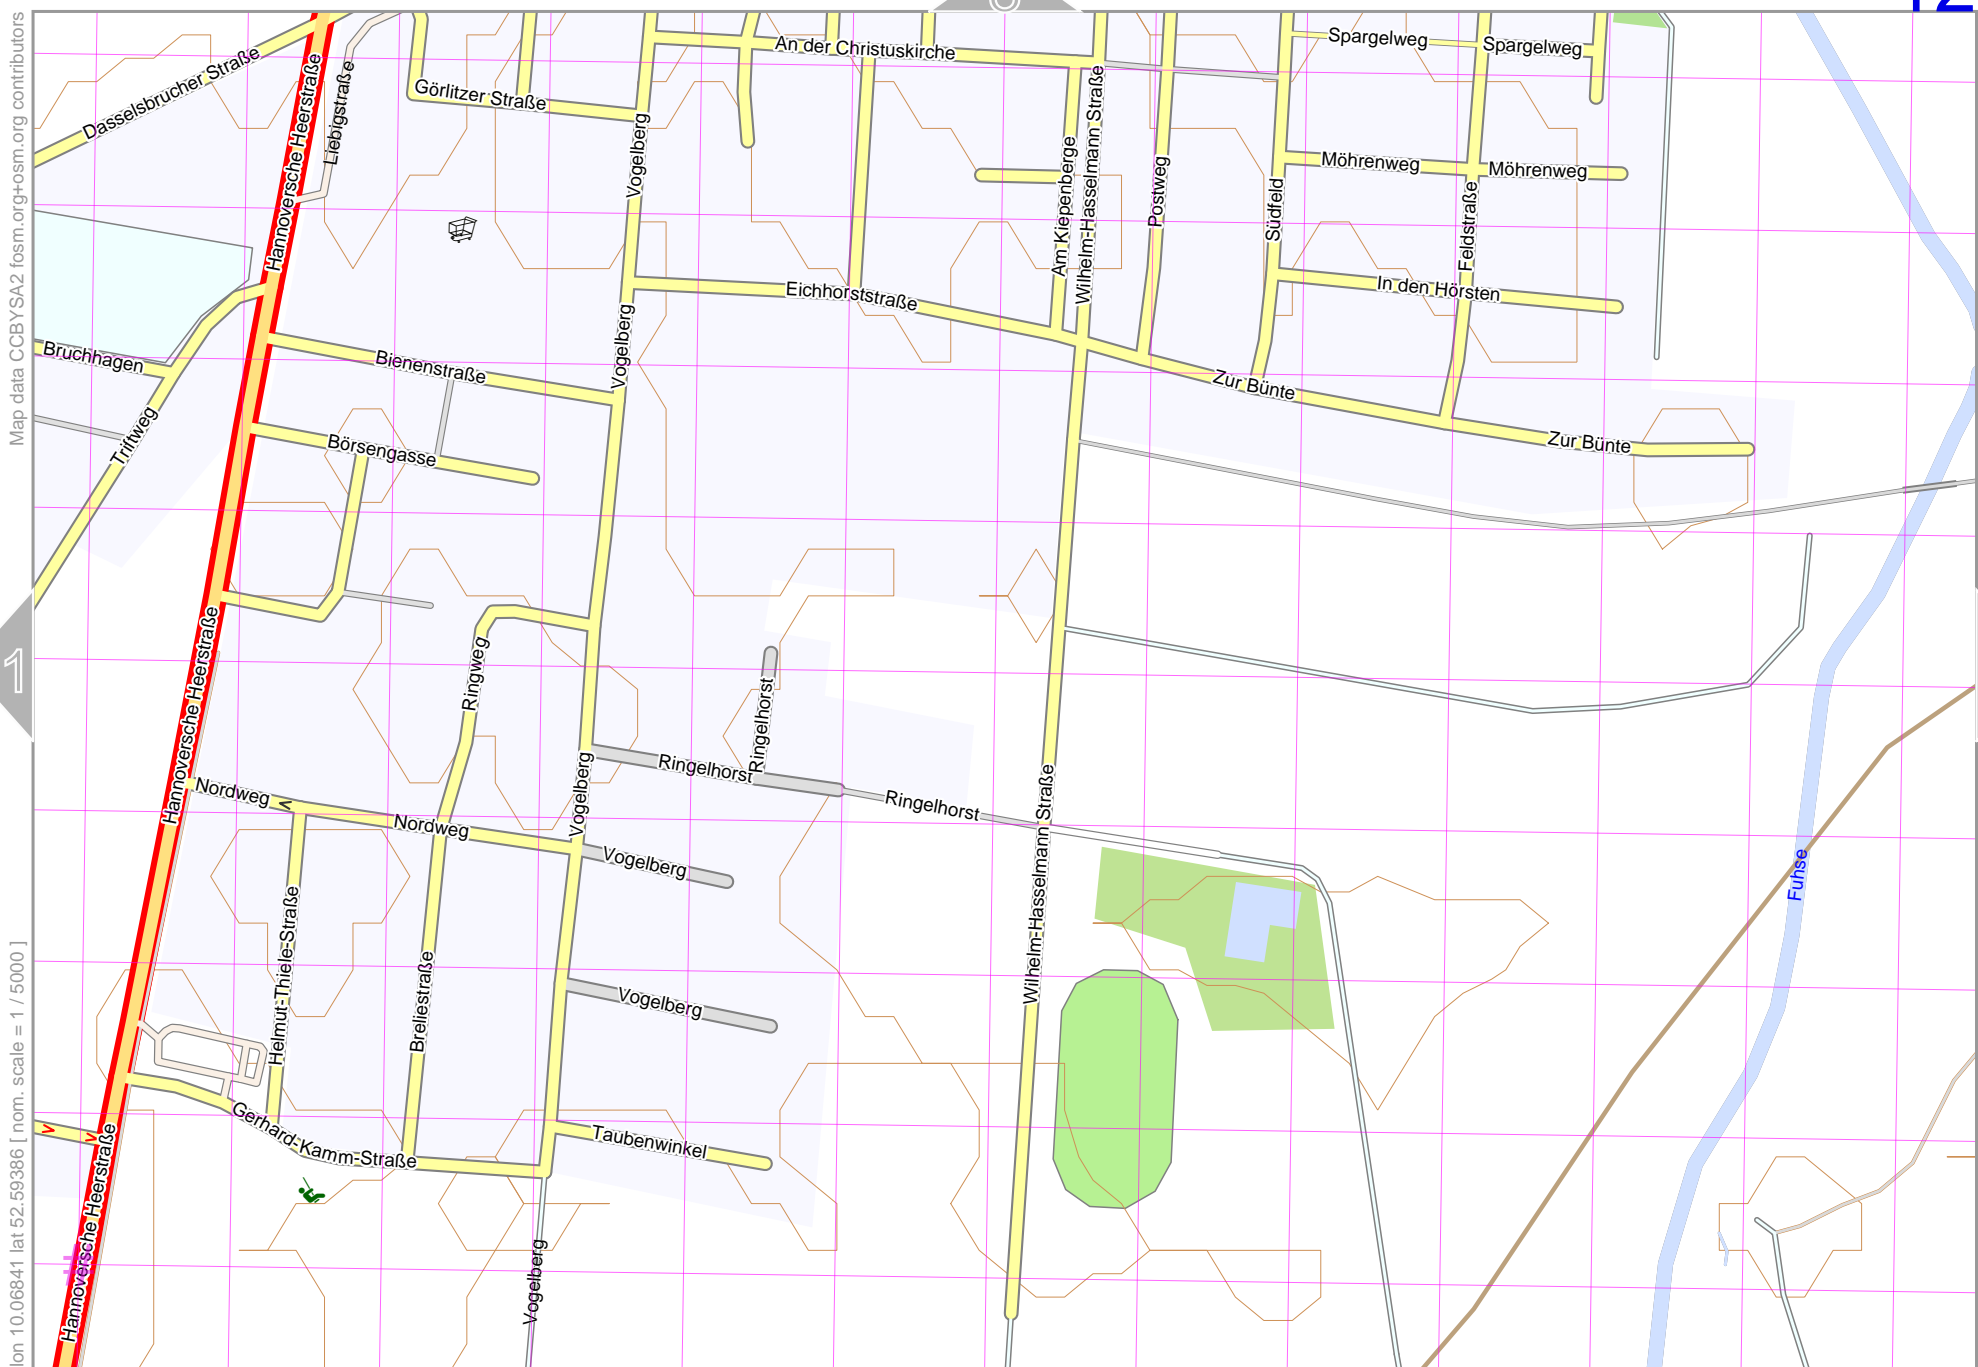 Map data CCBYSA2 fosm.org+osm.org contributors
lon 10.06841 lat 52.59386 [ nom. scale = 1 / 5000 ]
1
Dasselsbrucher Straße
Hannoversche Heerstraße
Liebigstraße
Görlitzer Straße
Vogelberg
An der Christuskirche
Am Kiepenberge
Wilhelm-Hasselmann Straße
Postweg
Südfeld
Spargelweg
Spargelweg
Möhrenweg
Möhrenweg
Feldstraße
In den Hörsten
Eichhorststraße
Vogelberg
Bruchhagen
Bienenstraße
Zur Bünte
Zur Bünte
Triftweg
Börsengasse
Hannoversche Heerstraße
Ringweg
Ringelhorst
Ringelhorst
Ringelhorst
Vogelberg
Nordweg
Nordweg
Vogelberg
Wilhelm-Hasselmann Straße
Fuhse
Helmut-Thiele-Straße
Breliestraße
Vogelberg
Gerhard-Kamm-Straße
Taubenwinkel
Hannoversche Heerstraße
Vogelberg